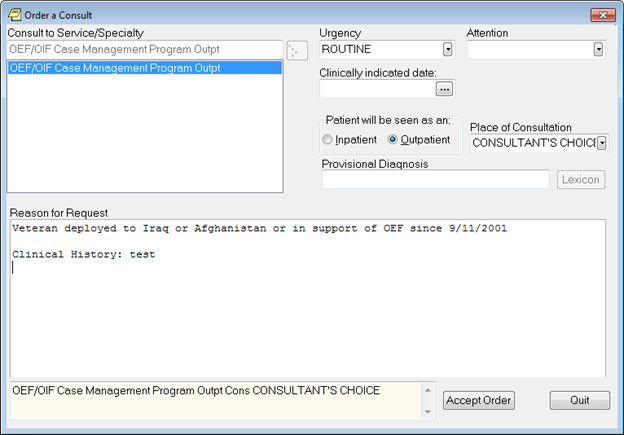 Order a Consult
Consult to Service/Specialty
OEF/OIF Case Management Program Outpt
OEF/OIF Case Management Program Outpt
Urgency
ROUTINE
Attention
Clinically indicated date:
...
Patient will be seen as an:
Inpatient
Outpatient
Place of Consultation
CONSULTANT'S CHOICE
Provisional Diagnosis
Lexicon
Reason for Request
Veteran deployed to Iraq or Afghanistan or in support of OEF since 9/11/2001
Clinical History: test
OEF/OIF Case Management Program Outpt Cons CONSULTANT'S CHOICE
Accept Order
Quit